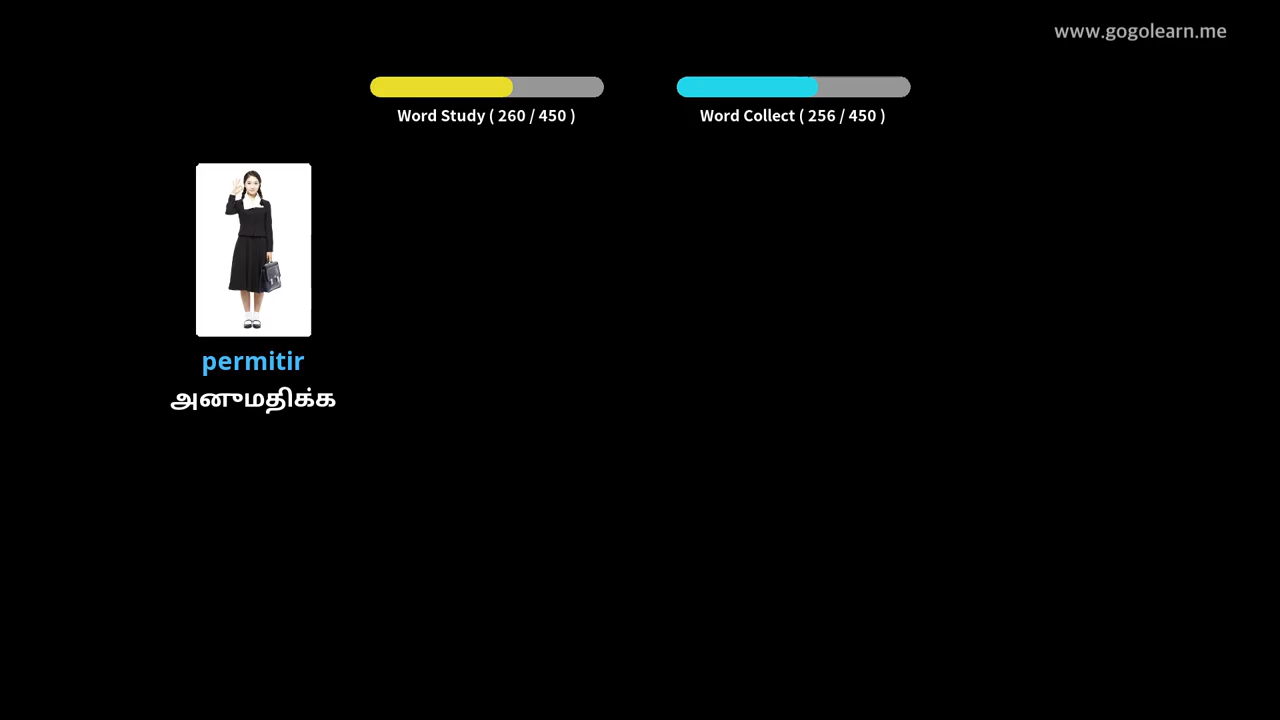 www.gogolearn.me
Word Study ( 260 / 450 )
Word Collect ( 256 / 450 )
permitir
அனுமதிக்க